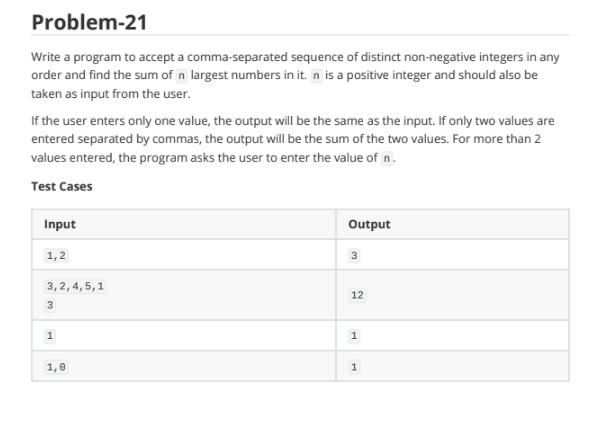 Problem-21
Write a program to accept a comma-separated sequence of distinct non-negative integers in any
order and find the sum of n largest numbers in it. n is a positive integer and should also be
taken as input from the user.
If the user enters only one value, the output will be the same as the input. If only two values are
entered separated by commas, the output will be the sum of the two values. For more than 2
values entered, the program asks the user to enter the value of n.
Test Cases
Input Output
1,2 3
3,2,4,5,1
3
12
1 1
1,0 1